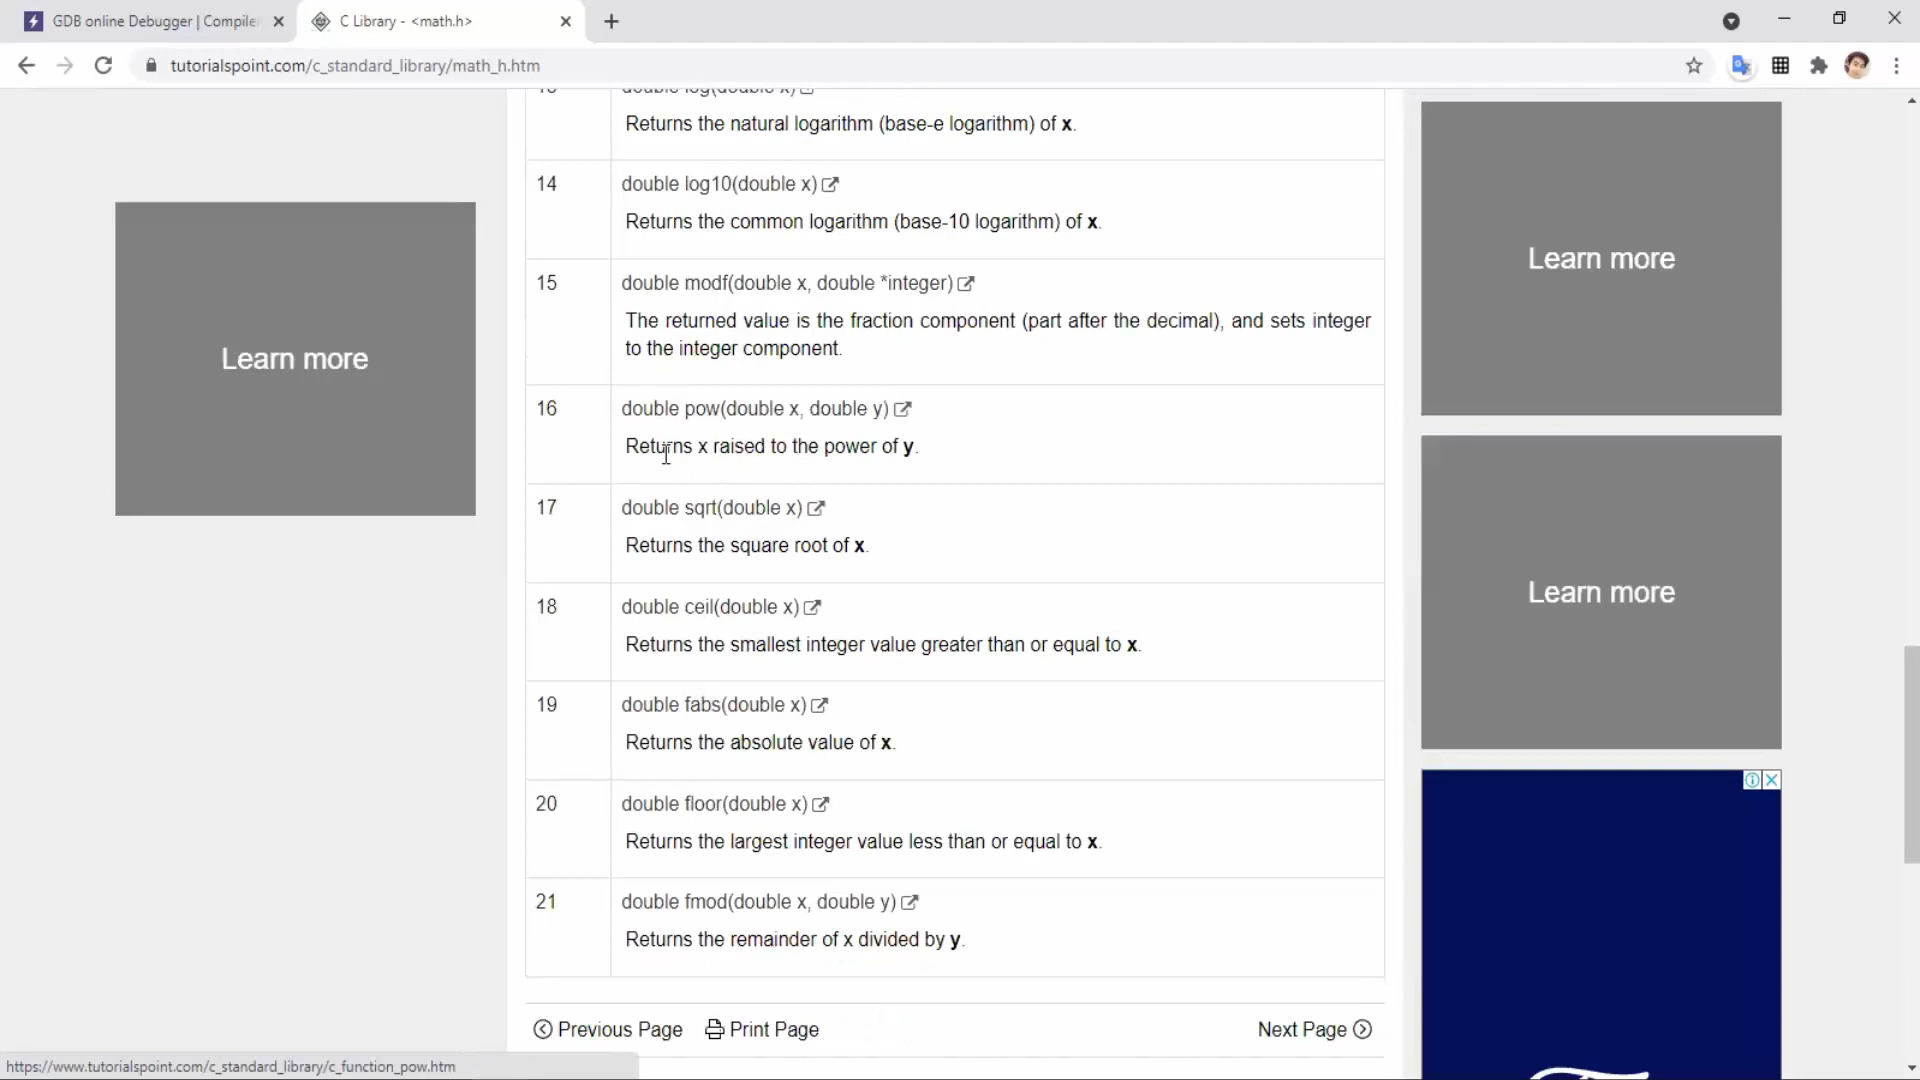 GDB online Debugger | Compiler
C Library - <math.h>
tutorialspoint.com/c_standard_library/math_h.htm
13
double log(double x)
Returns the natural logarithm (base-e logarithm) of x.
14
double log10(double x)
Returns the common logarithm (base-10 logarithm) of x.
15
double modf(double x, double *integer)
The returned value is the fraction component (part after the decimal), and sets integer
to the integer component.
16
double pow(double x, double y)
Returns x raised to the power of y.
17
double sqrt(double x)
Returns the square root of x.
18
double ceil(double x)
Returns the smallest integer value greater than or equal to x.
19
double fabs(double x)
Returns the absolute value of x.
20
double floor(double x)
Returns the largest integer value less than or equal to x.
21
double fmod(double x, double y)
Returns the remainder of x divided by y.
Previous Page
Print Page
Next Page
Learn more
Learn more
Learn more
https://www.tutorialspoint.com/c_standard_library/c_function_pow.htm